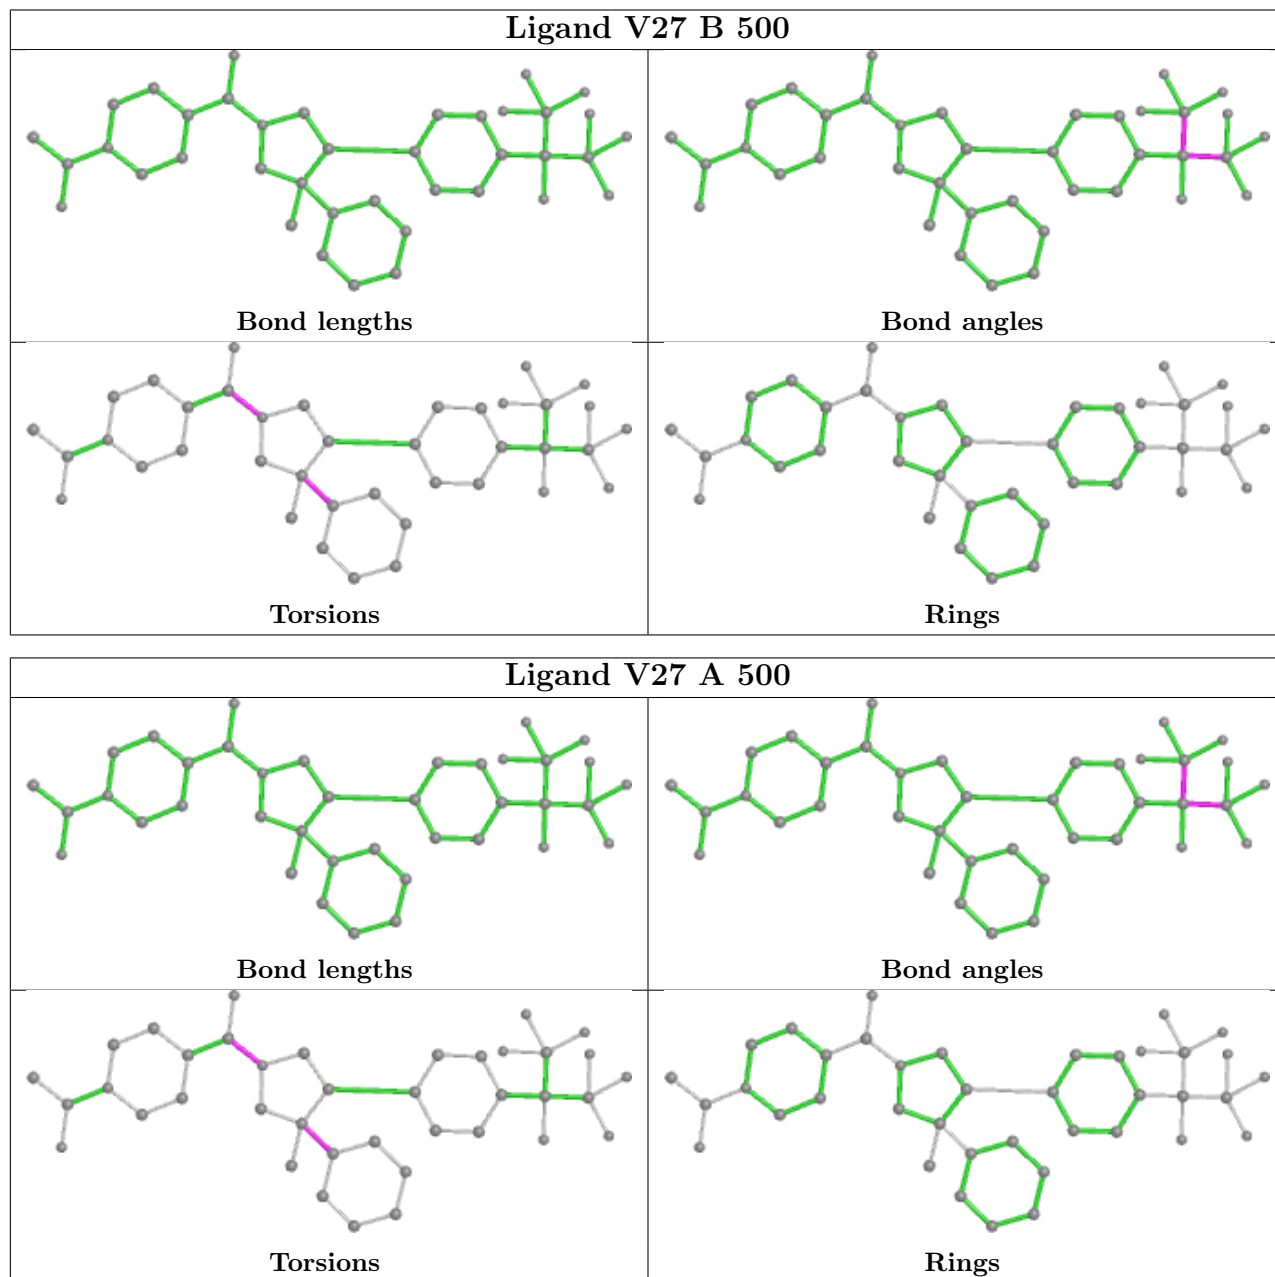 Ligand V27 B 500
Bond lengths
Bond angles
Torsions
Rings
Ligand V27 A 500
Bond lengths
Bond angles
Torsions
Rings